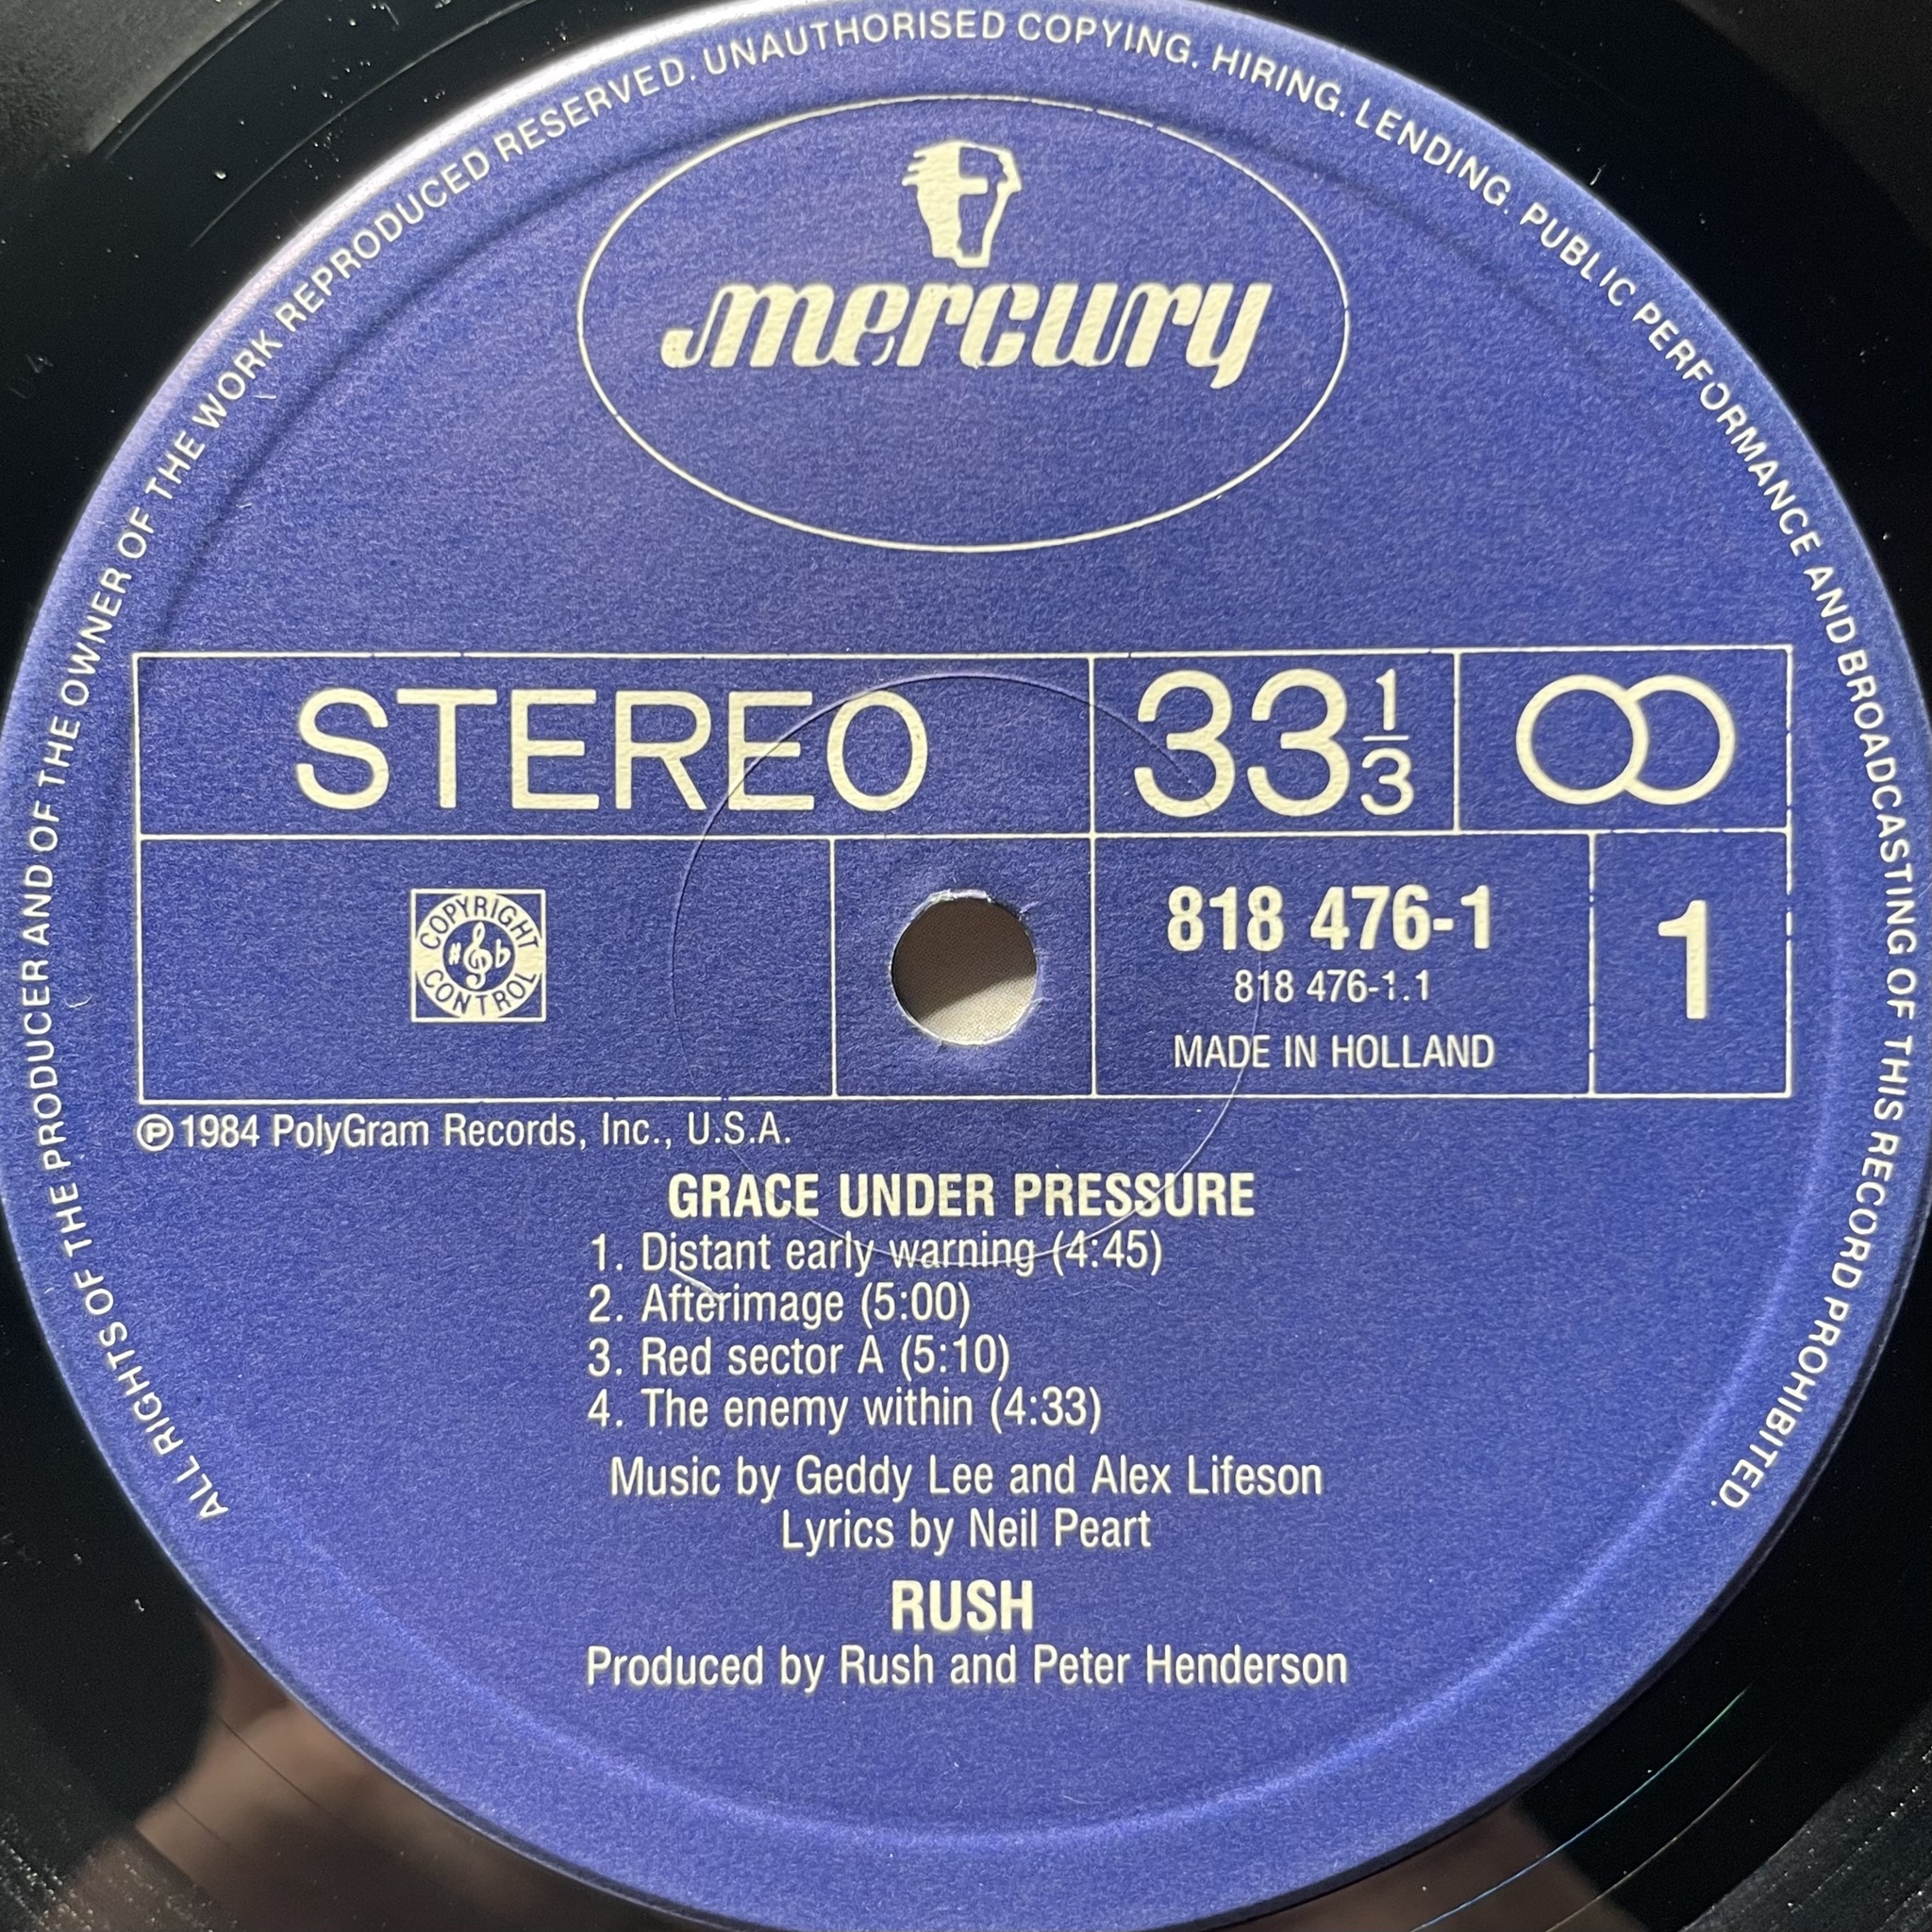 ALL RIGHTS OF THE PRODUCER AND OF THE OWNER OF THE WORK REPRODUCED RESERVED. UNAUTHORISED COPYING. HIRING. LENDING. PUBLIC PERFORMANCE AND BROADCASTING OF THIS RECORD PROHIBITED.
mercury
STEREO
33 1/3
COPYRIGHT
CONTROL
818 476-1
818 476-1.1
MADE IN HOLLAND
1
℗ 1984 PolyGram Records, Inc., U.S.A.
GRACE UNDER PRESSURE
1. Distant early warning (4:45)
2. Afterimage (5:00)
3. Red sector A (5:10)
4. The enemy within (4:33)
Music by Geddy Lee and Alex Lifeson
Lyrics by Neil Peart
RUSH
Produced by Rush and Peter Henderson